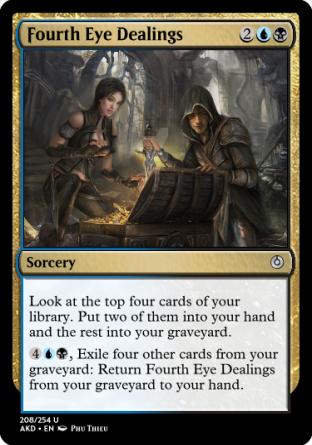 Fourth Eye Dealings 2
Sorcery
Look at the top four cards of your
library. Put two of them into your hand
and the rest into your graveyard.
4, Exile four other cards from your
graveyard: Return Fourth Eye Dealings
from your graveyard to your hand.
208/254 U
AKD • EN Phu Thieu